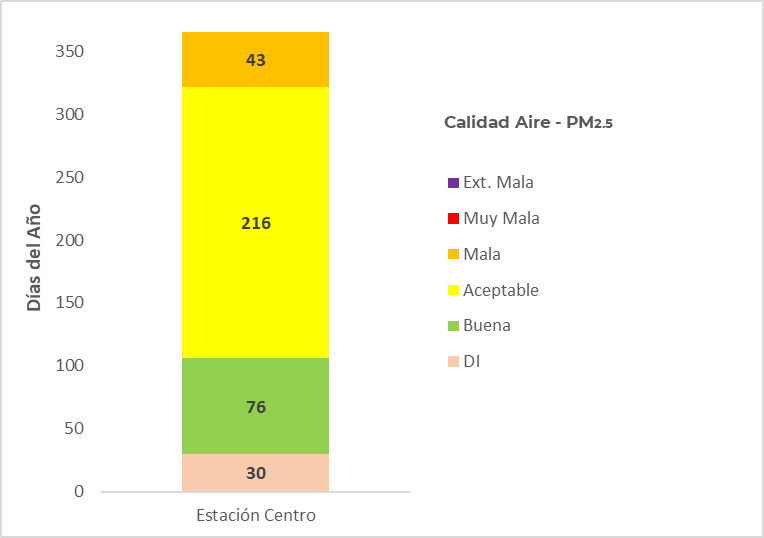 350
300
250
200
150
100
50
0
Días del Año
43
216
76
30
Estación Centro
Calidad Aire - PM2.5
Ext. Mala
Muy Mala
Mala
Aceptable
Buena
DI